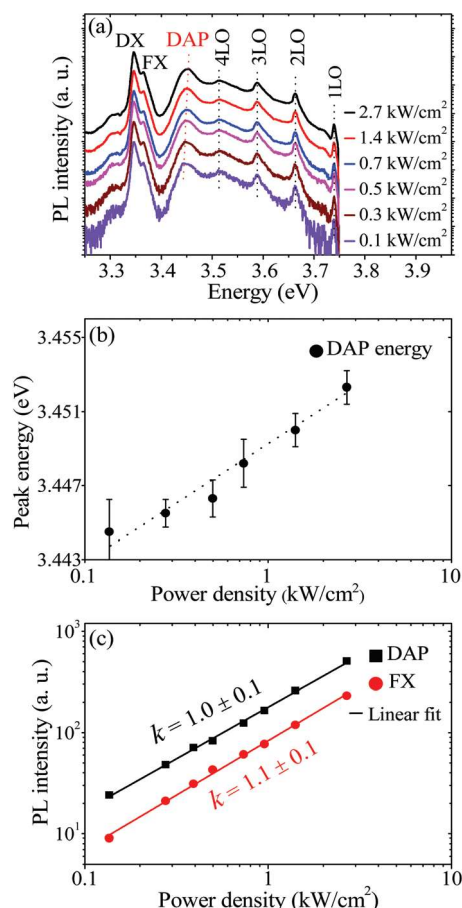 (a)
DX
FX
DAP
4LO
3LO
2LO
1LO
2.7 kW/cm²
1.4 kW/cm²
0.7 kW/cm²
0.5 kW/cm²
0.3 kW/cm²
0.1 kW/cm²
PL intensity (a. u.)
3.3 3.4 3.5 3.6 3.7 3.8 3.9
Energy (eV)
(b)
DAP energy
Peak energy (eV)
3.455
3.451
3.447
3.443
0.1 1 10
Power density (kW/cm²)
(c)
DAP
FX
Linear fit
k = 1.0 ± 0.1
k = 1.1 ± 0.1
PL intensity (a. u.)
10³
10²
10¹
0.1 1 10
Power density (kW/cm²)